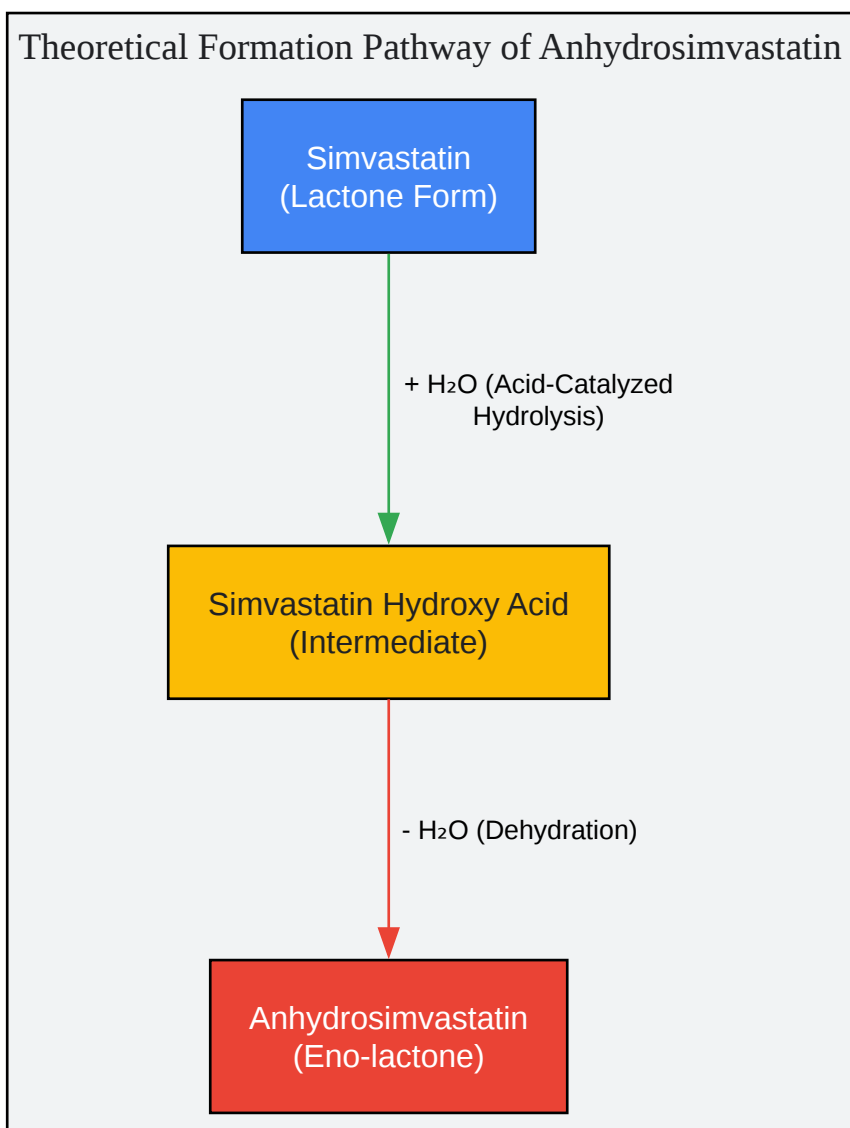 Theoretical Formation Pathway of Anhydrosimvastatin
Simvastatin
(Lactone Form)
+ H₂O (Acid-Catalyzed
Hydrolysis)
Simvastatin Hydroxy Acid
(Intermediate)
- H₂O (Dehydration)
Anhydrosimvastatin
(Eno-lactone)